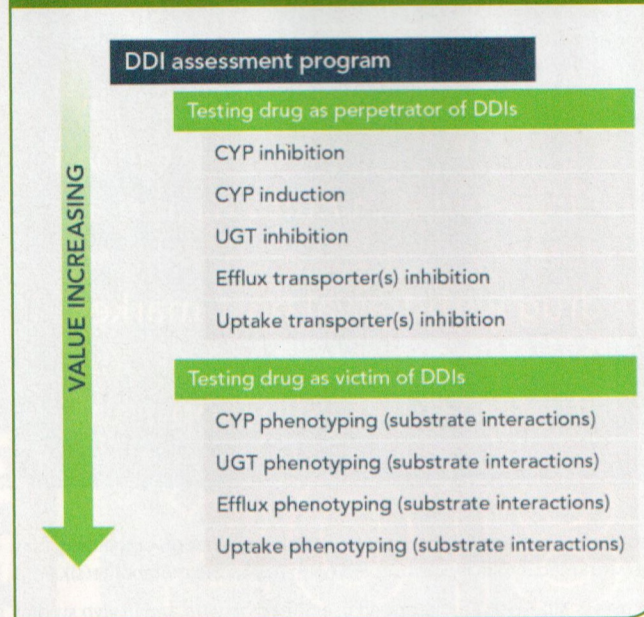 DDI assessment program
Testing drug as perpetrator of DDIs
CYP inhibition
CYP induction
UGT inhibition
Efflux transporter(s) inhibition
Uptake transporter(s) inhibition
Testing drug as victim of DDIs
CYP phenotyping (substrate interactions)
UGT phenotyping (substrate interactions)
Efflux phenotyping (substrate interactions)
Uptake phenotyping (substrate interactions)
VALUE INCREASING